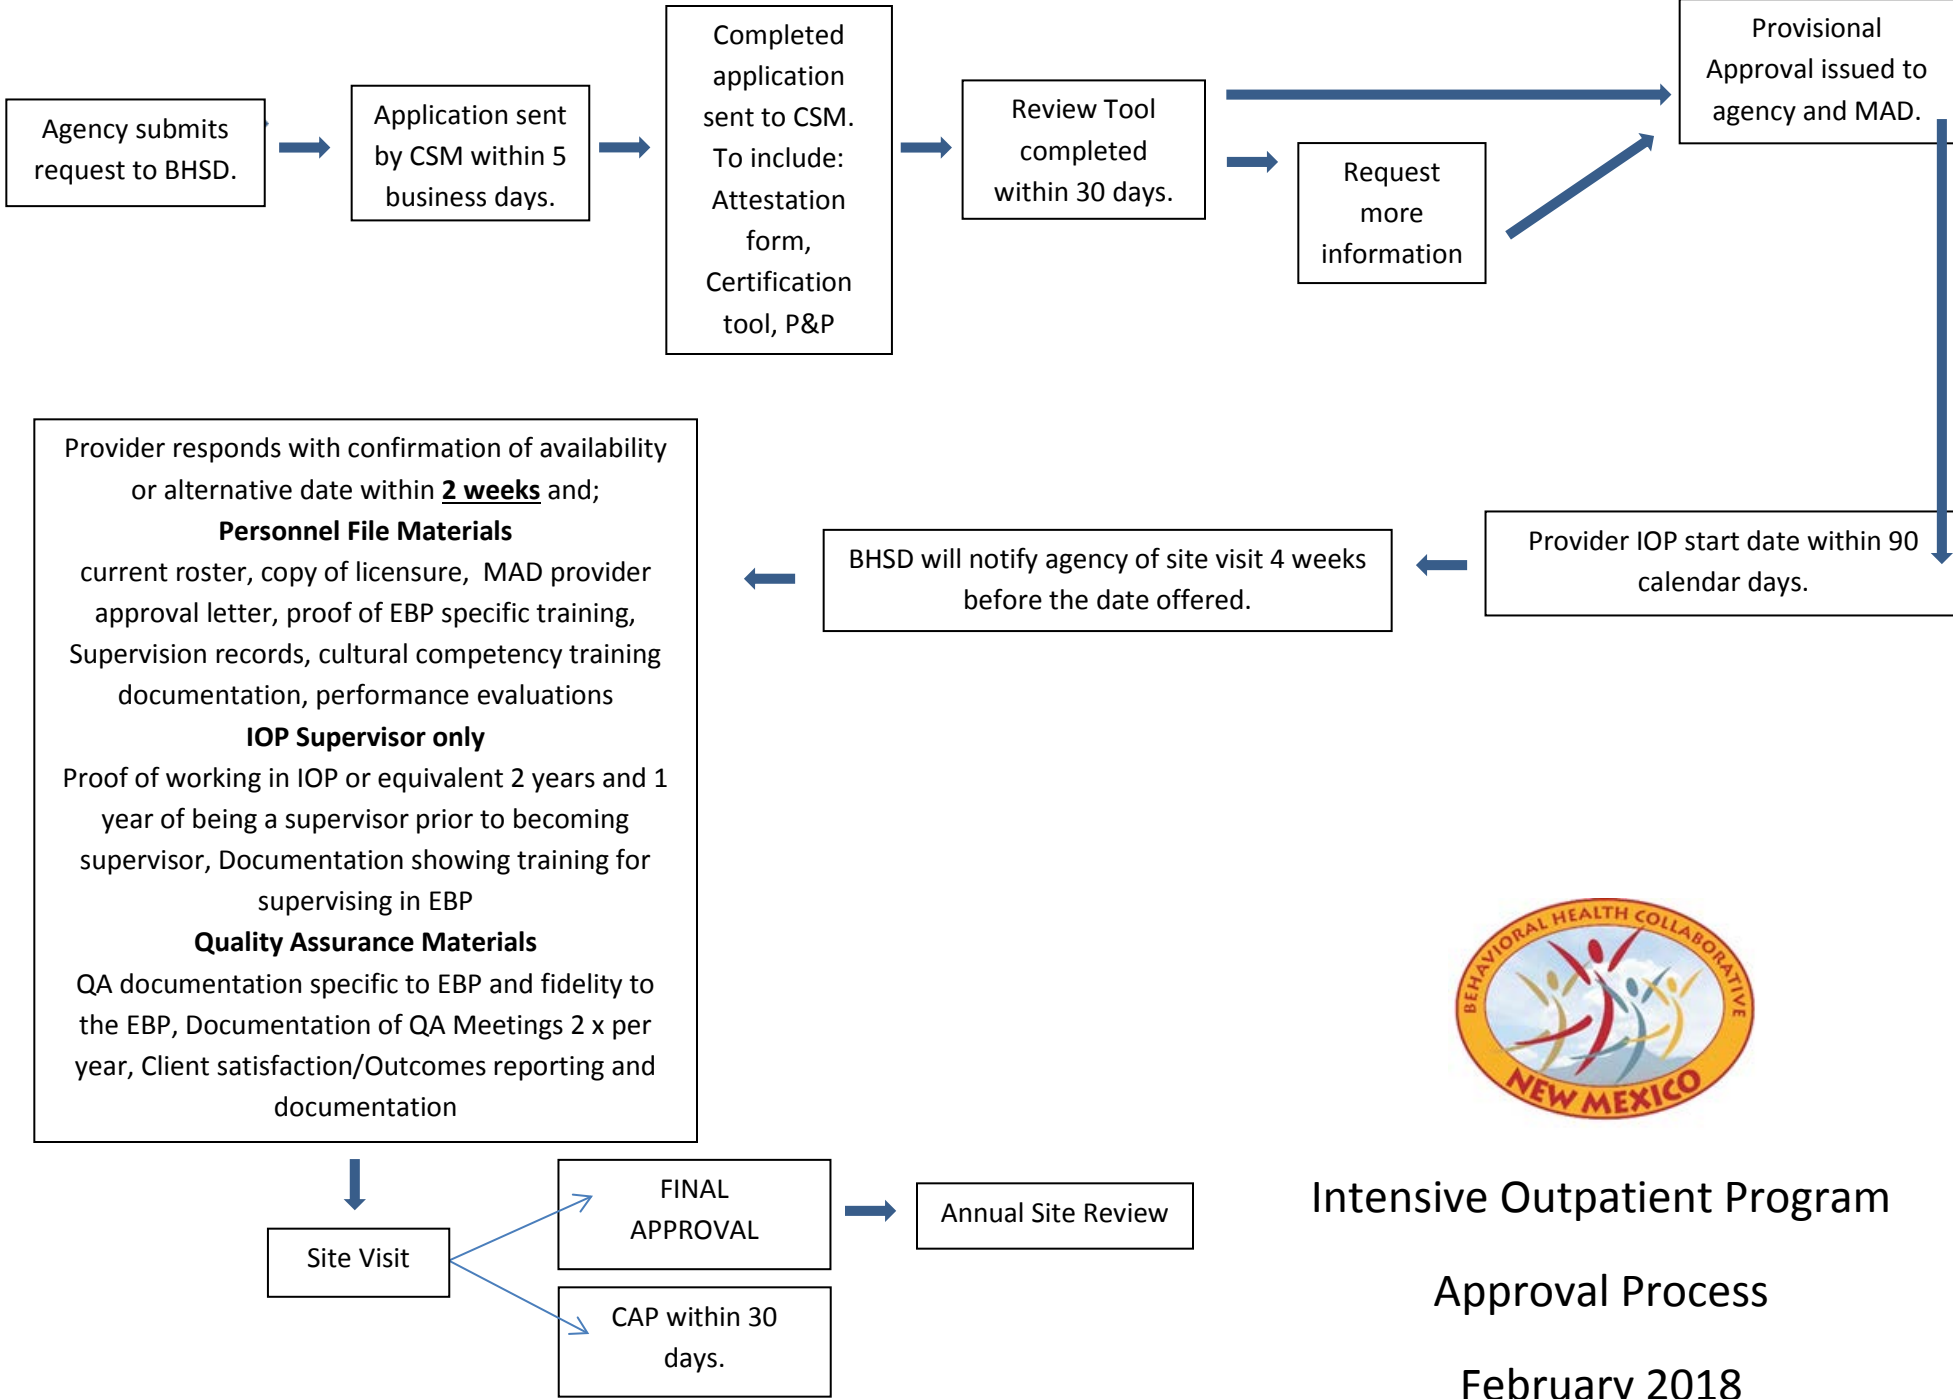 Agency submits
request to BHSD.
Application sent
by CSM within 5
business days.
Completed
application
sent to CSM.
To include:
Attestation
form,
Certification
tool, P&P
Review Tool
completed
within 30 days.
Request
more
information
Provisional
Approval issued to
agency and MAD.
Provider IOP start date within 90
calendar days.
BHSD will notify agency of site visit 4 weeks
before the date offered.
Provider responds with confirmation of availability
or alternative date within 2 weeks and;
Personnel File Materials
current roster, copy of licensure, MAD provider
approval letter, proof of EBP specific training,
Supervision records, cultural competency training
documentation, performance evaluations
IOP Supervisor only
Proof of working in IOP or equivalent 2 years and 1
year of being a supervisor prior to becoming
supervisor, Documentation showing training for
supervising in EBP
Quality Assurance Materials
QA documentation specific to EBP and fidelity to
the EBP, Documentation of QA Meetings 2 x per
year, Client satisfaction/Outcomes reporting and
documentation
Site Visit
FINAL
APPROVAL
CAP within 30
days.
Annual Site Review
BEHAVIORAL HEALTH COLLABORATIVE
NEW MEXICO
Intensive Outpatient Program
Approval Process
February 2018